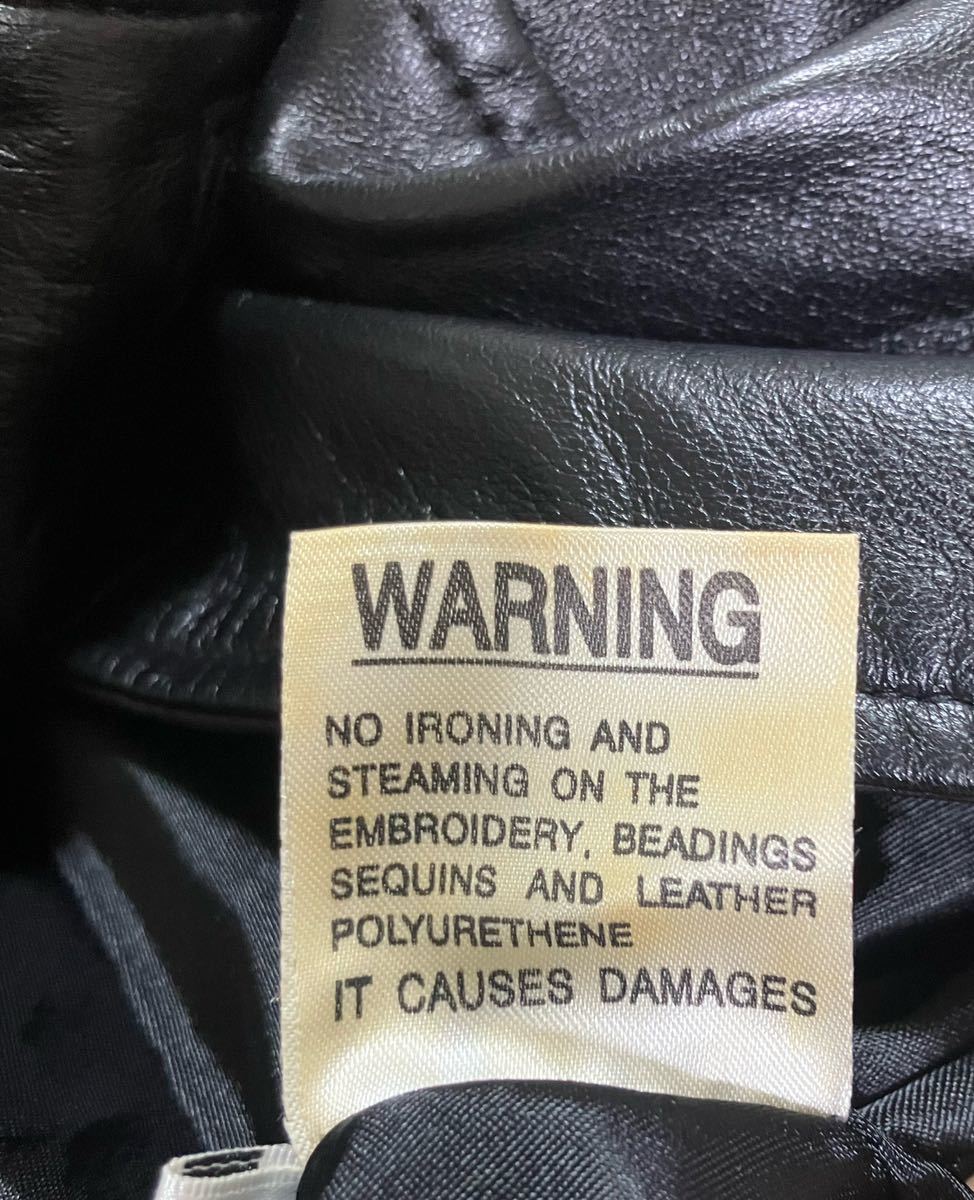 WARNING
NO IRONING AND
STEAMING ON THE
EMBROIDERY, BEADINGS
SEQUINS AND LEATHER
POLYURETHENE
IT CAUSES DAMAGES